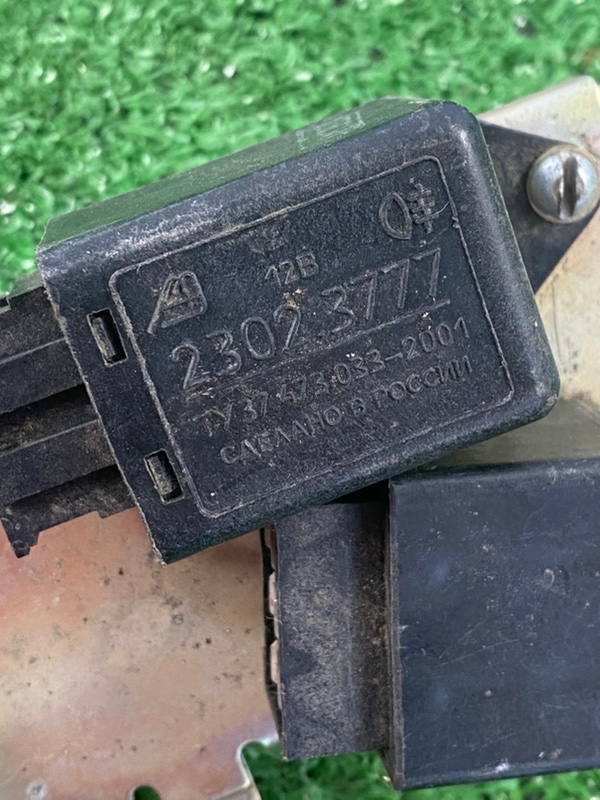 12В
2302.3777
ТУ 37.473.033-2001
СДЕЛАНО В РОССИИ